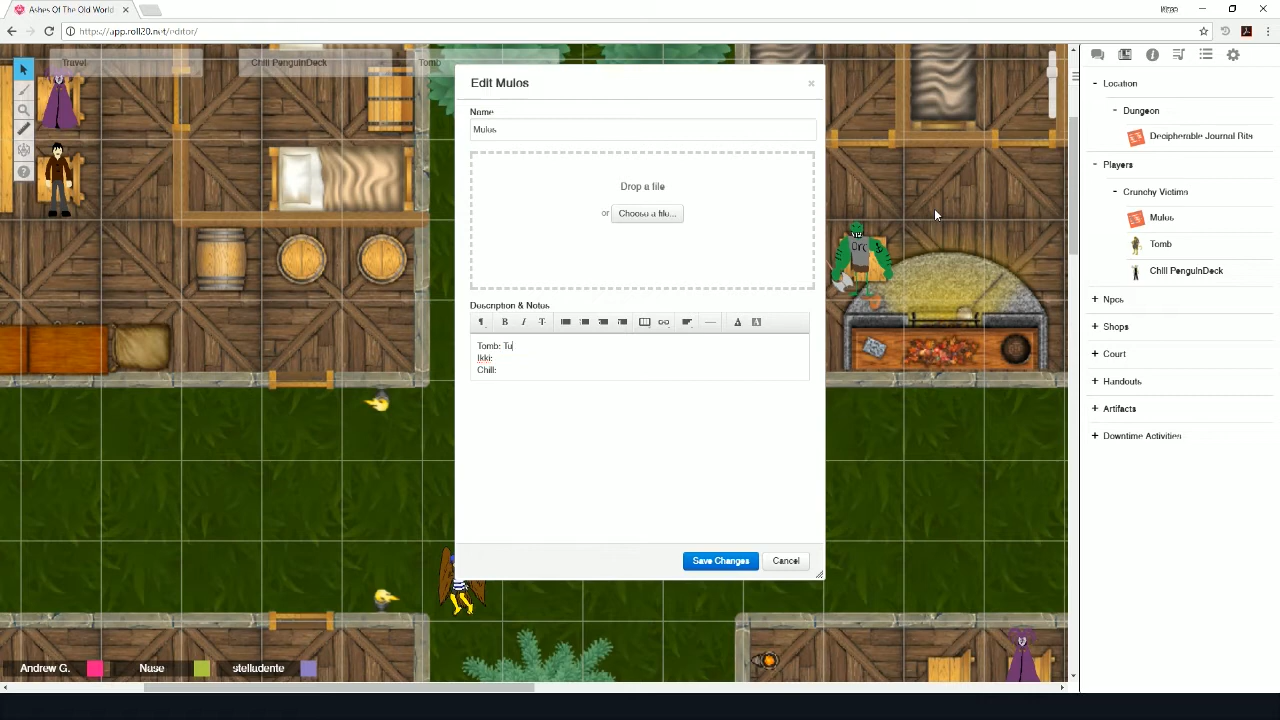 Ashes Of The Old World
https://app.roll20.net/editor/
Travel
Chill PenguinDeck
Tomb
Edit Mulos
Name
Mulos
Drop a file
or Choose a file...
Description & Notes
Tomb: Tu
Ikki:
Chill:
Save Changes
Cancel
Orc
Andrew G.
Nase
stelludente
Location
Dungeon
Decipherable Journal Bits
Players
Crunchy Victims
Mulos
Tomb
Chill PenguinDeck
Npcs
Shops
Court
Handouts
Artifacts
Downtime Activities